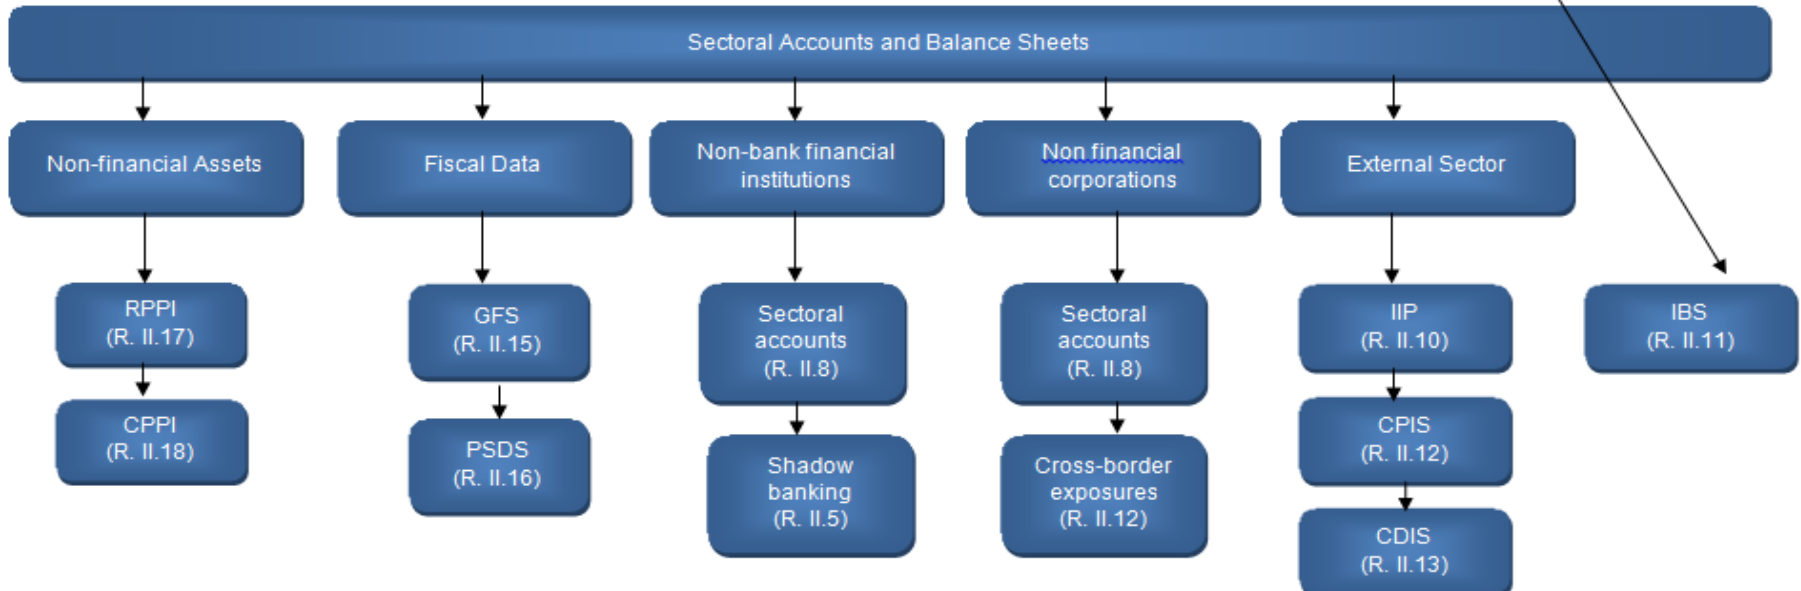 Sectoral Accounts and Balance Sheets
Non-financial Assets
Fiscal Data
Non-bank financial
institutions
Non financial
corporations
External Sector
RPPI
(R. II.17)
CPPI
(R. II.18)
GFS
(R. II.15)
PSDS
(R. II.16)
Sectoral
accounts
(R. II.8)
Shadow
banking
(R. II.5)
Sectoral
accounts
(R. II.8)
Cross-border
exposures
(R. II.12)
IIP
(R. II.10)
CPIS
(R. II.12)
CDIS
(R. II.13)
IBS
(R. II.11)